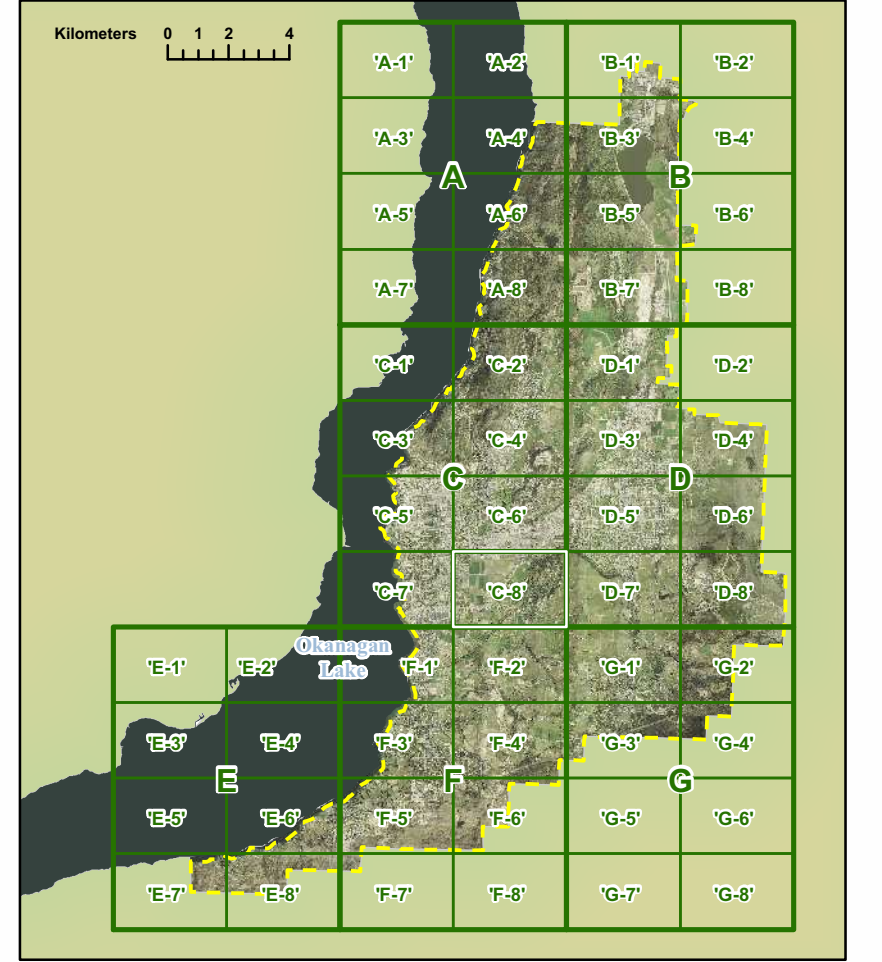 Kilometers 0 1 2 4
'A-1' 'A-2' 'B-1' 'B-2'
'A-3' 'A-4' 'B-3' 'B-4'
A B
'A-5' 'A-6' 'B-5' 'B-6'
'A-7' 'A-8' 'B-7' 'B-8'
'C-1' 'C-2' 'D-1' 'D-2'
'C-3' 'C-4' 'D-3' 'D-4'
C D
'C-5' 'C-6' 'D-5' 'D-6'
'C-7' 'C-8' 'D-7' 'D-8'
Okanagan
Lake
'E-1' 'E-2' 'F-1' 'F-2' 'G-1' 'G-2'
'E-3' 'E-4' 'F-3' 'F-4' 'G-3' 'G-4'
E F G
'E-5' 'E-6' 'F-5' 'F-6' 'G-5' 'G-6'
'E-7' 'E-8' 'F-7' 'F-8' 'G-7' 'G-8'